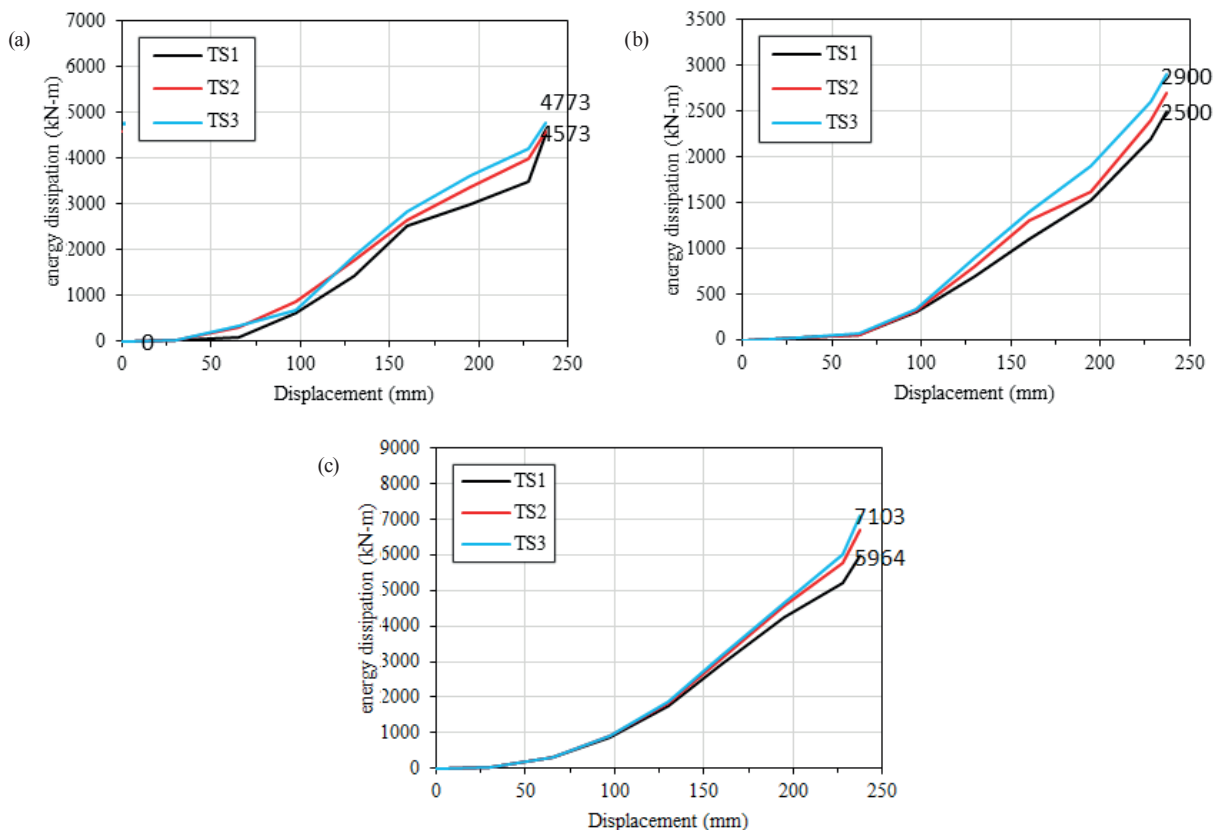 (a)
7000
6000
5000
4000
3000
2000
1000
0
energy dissipation (kN-m)
TS1
TS2
TS3
4773
4573
0
0 50 100 150 200 250
Displacement (mm)
(b)
3500
3000
2500
2000
1500
1000
500
0
energy dissipation (kN-m)
TS1
TS2
TS3
2900
2500
0 50 100 150 200 250
Displacement (mm)
(c)
9000
8000
7000
6000
5000
4000
3000
2000
1000
0
energy dissipation (kN-m)
TS1
TS2
TS3
7103
5964
0 50 100 150 200 250
Displacement (mm)